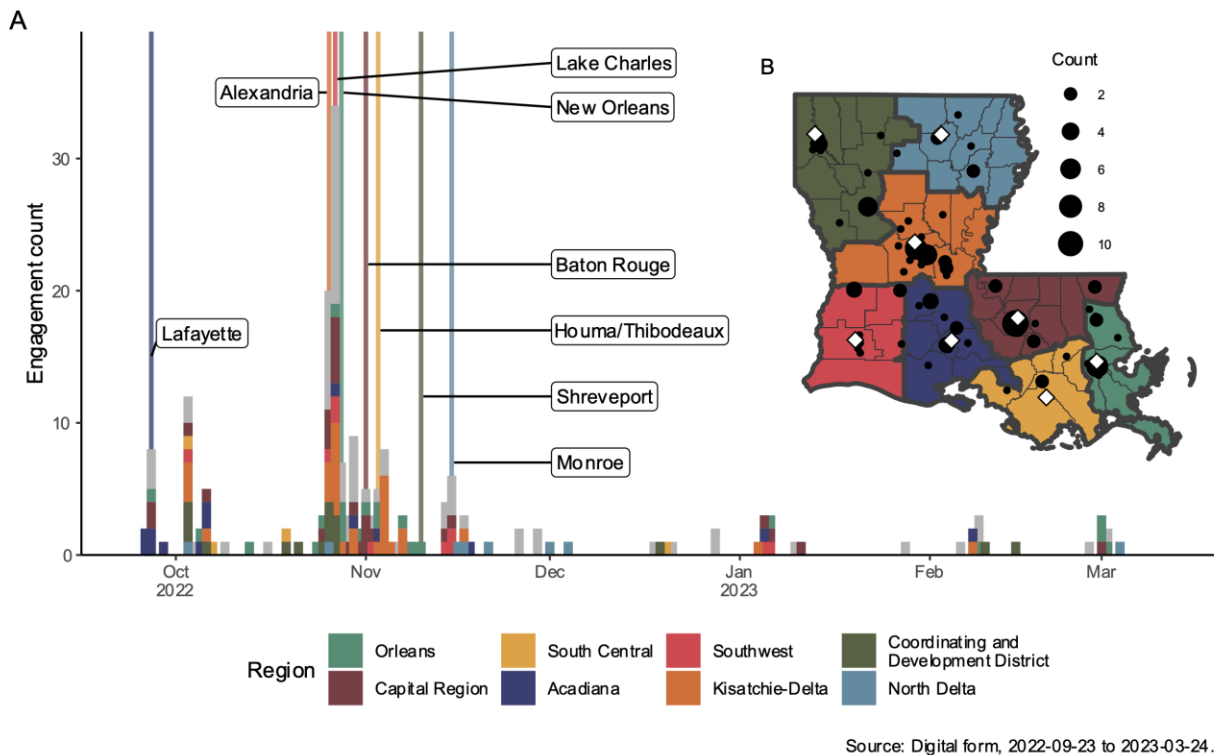 A
Engagement count
30
20
10
0
Lake Charles
Alexandria
New Orleans
Baton Rouge
Lafayette
Houma/Thibodeaux
Shreveport
Monroe
Oct
2022
Nov
Dec
Jan
2023
Feb
Mar
B
Count
2
4
6
8
10
Region
Orleans
South Central
Southwest
Coordinating and
Development District
Capital Region
Acadiana
Kisatchie-Delta
North Delta
Source: Digital form, 2022-09-23 to 2023-03-24.